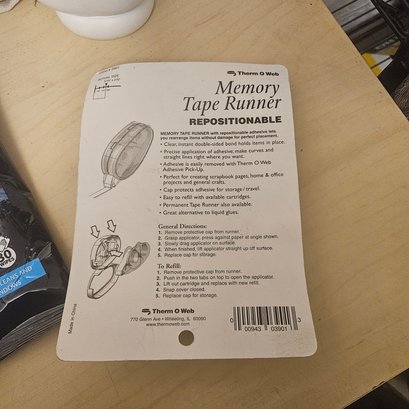 Therm O Web
Memory
Tape Runner
REPOSITIONABLE
MEMORY TAPE RUNNER with repositionable adhesive lets
you rearrange items without damage for perfect placement.
• Clear, instant double-sided bond holds items in place.
• Precise application of adhesive; make curves and
straight lines right where you want.
• Adhesive is easily removed with Therm O Web
Adhesive Pick-Up.
• Perfect for creating scrapbook pages, home & office
projects and general crafts.
• Cap protects adhesive for storage / travel.
• Easy to refill with available cartridges.
• Permanent Tape Runner also available.
• Great alternative to liquid glues.
General Directions:
1. Remove protective cap from runner.
2. Grasp applicator, press against paper at angle shown.
3. Slowly drag applicator on surface.
4. When finished, lift applicator straight up off surface.
5. Replace cap for storage.
To Refill:
1. Remove protective cap from runner.
2. Push in the two tabs on top to open the applicator.
3. Lift out cartridge and replace with new refill.
4. Snap cover closed.
5. Replace cap for storage.
Therm O Web
770 Glenn Ave • Wheeling, IL 60090
www.thermoweb.com
Made in China
0 00943 03901 3